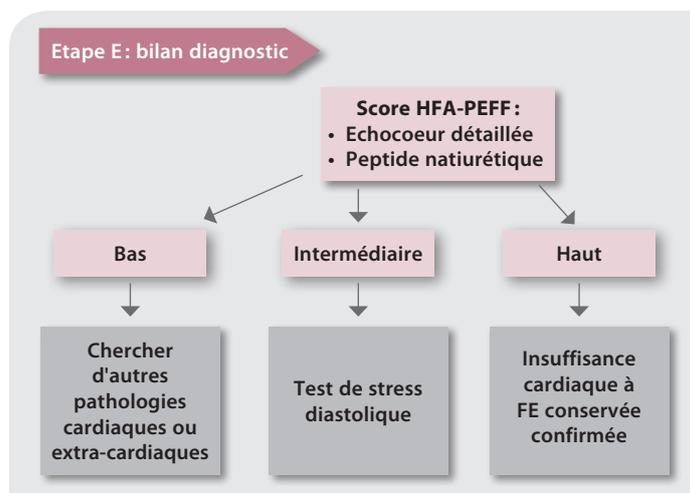 Etape E : bilan diagnostic
Score HFA-PEFF :
• Echocoeur détaillée
• Peptide natiurétique
Bas
Intermédiaire
Haut
Chercher
d'autres
pathologies
cardiaques ou
extra-cardiaques
Test de stress
diastolique
Insuffisance
cardiaque à
FE conservée
confirmée